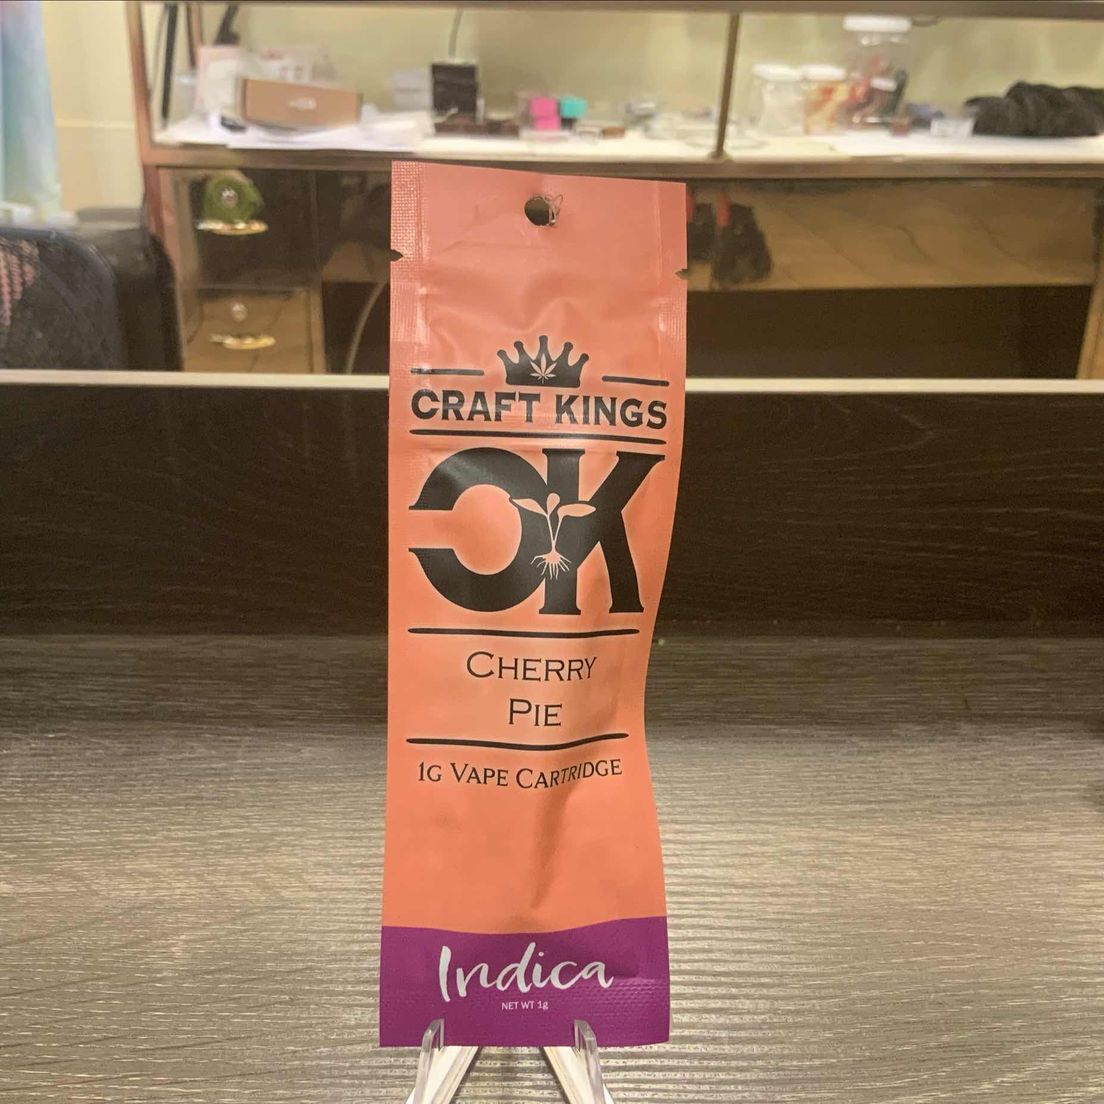 CRAFT KINGS
CK
CHERRY
PIE
1G VAPE CARTRIDGE
Indica
NET WT 1g